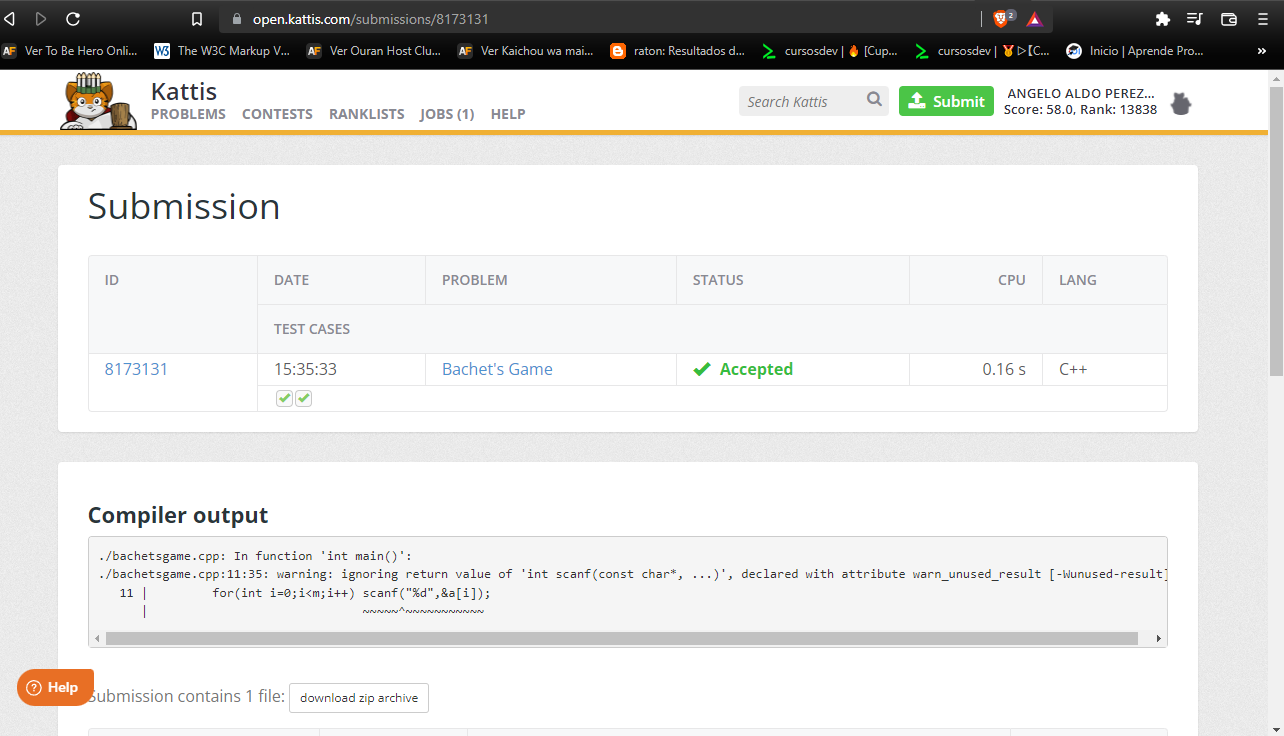 open.kattis.com/submissions/8173131
2
AF Ver To Be Hero Onli...
W3 The W3C Markup V...
AF Ver Ouran Host Clu...
AF Ver Kaichou wa mai...
raton: Resultados d...
cursosdev | 🔥 [Cup...
cursosdev | 🏅▷【C...
Inicio | Aprende Pro...
»
Kattis
PROBLEMS CONTESTS RANKLISTS JOBS (1) HELP
Search Kattis
Submit
ANGELO ALDO PEREZ...
Score: 58.0, Rank: 13838
Submission
ID DATE PROBLEM STATUS CPU LANG
TEST CASES
8173131 15:35:33 Bachet's Game Accepted 0.16 s C++
Compiler output
./bachetsgame.cpp: In function 'int main()':
./bachetsgame.cpp:11:35: warning: ignoring return value of 'int scanf(const char*, ...)', declared with attribute warn_unused_result [-Wunused-result]
11 | for(int i=0;i<m;i++) scanf("%d",&a[i]);
| ~~~~~^~~~~~~~~~~~
Help
Submission contains 1 file: download zip archive